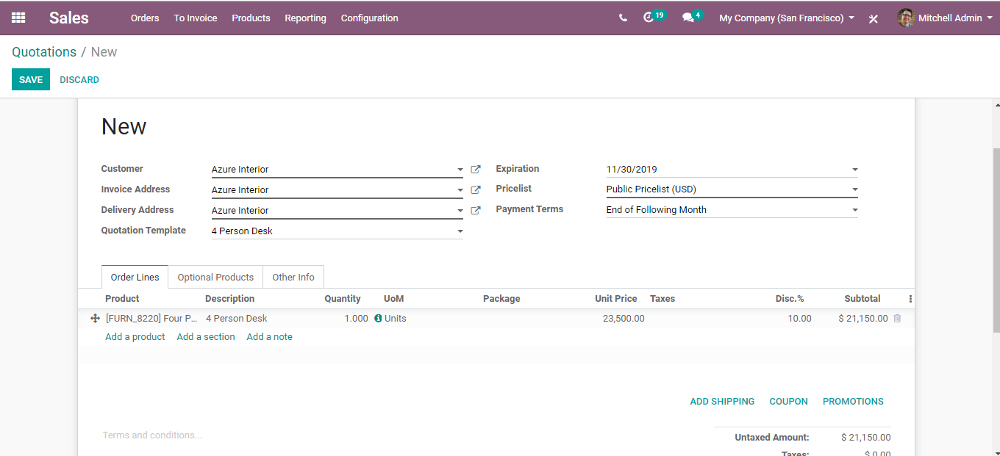 Sales Orders To Invoice Products Reporting Configuration 19 4 My Company (San Francisco) Mitchell Admin
Quotations / New
SAVE DISCARD
New
Customer Azure Interior Expiration 11/30/2019
Invoice Address Azure Interior Pricelist Public Pricelist (USD)
Delivery Address Azure Interior Payment Terms End of Following Month
Quotation Template 4 Person Desk
Order Lines Optional Products Other Info
Product Description Quantity UoM Package Unit Price Taxes Disc.% Subtotal
[FURN_8220] Four P... 4 Person Desk 1.000 Units 23,500.00 10.00 $ 21,150.00
Add a product Add a section Add a note
ADD SHIPPING COUPON PROMOTIONS
Terms and conditions...
Untaxed Amount: $ 21,150.00
Taxes: $ 0.00